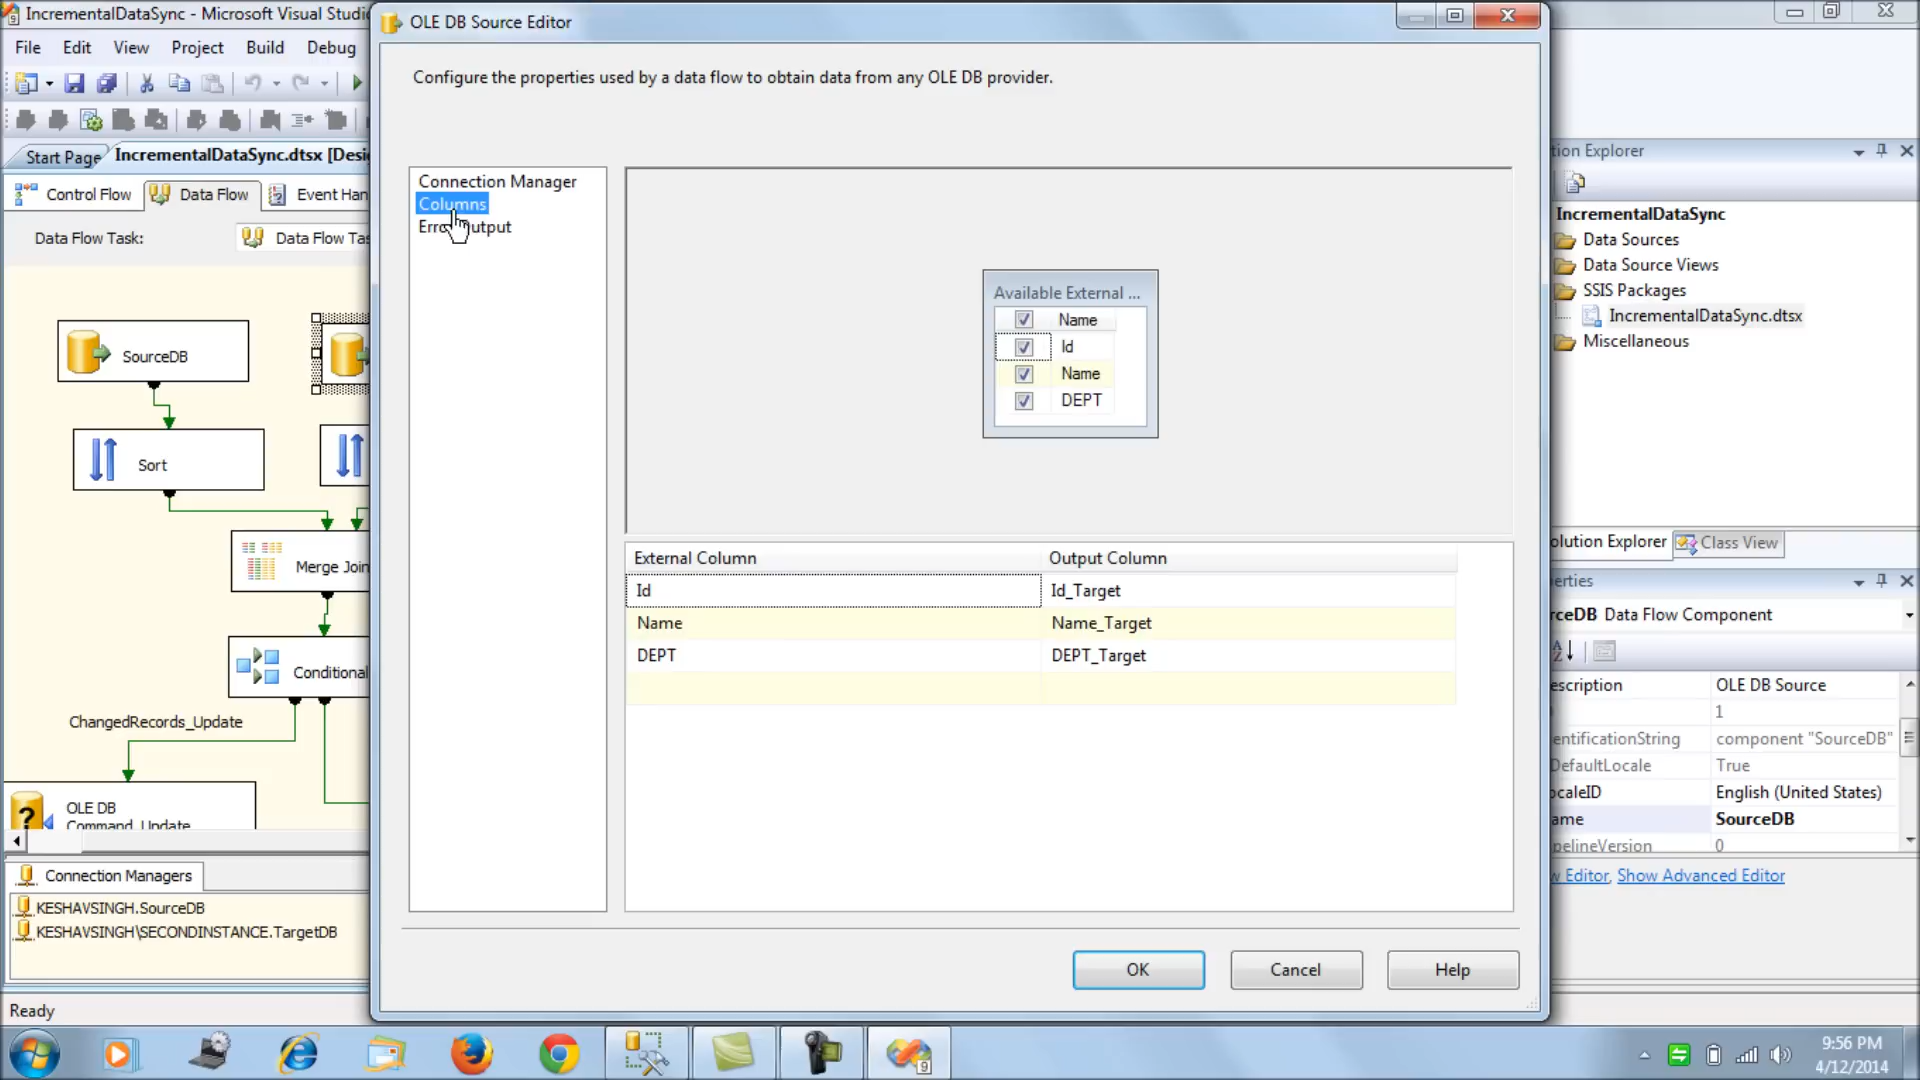 IncrementalDataSync - Microsoft Visual Studi
OLE DB Source Editor
File Edit View Project Build Debug
Configure the properties used by a data flow to obtain data from any OLE DB provider.
Start Page
IncrementalDataSync.dtsx [Desi
Control Flow
Data Flow
Event Han
Data Flow Task:
Data Flow Tas
SourceDB
Sort
Merge Join
Conditional
ChangedRecords_Update
OLE DB
Command_Update
Connection Managers
KESHAVSINGH.SourceDB
KESHAVSINGH\SECONDINSTANCE.TargetDB
Ready
Connection Manager
Columns
Available External ...
Name
Id
Name
DEPT
External Column Output Column
Id Id_Target
Name Name_Target
DEPT DEPT_Target
OK Cancel Help
tion Explorer
IncrementalDataSync
Data Sources
Data Source Views
SSIS Packages
IncrementalDataSync.dtsx
Miscellaneous
olution Explorer
Class View
erties
rceDB Data Flow Component
escription OLE DB Source
1
entificationString component "SourceDB"
DefaultLocale True
ocaleID English (United States)
ame SourceDB
pelineVersion 0
w Editor, Show Advanced Editor
9:56 PM
4/12/2014